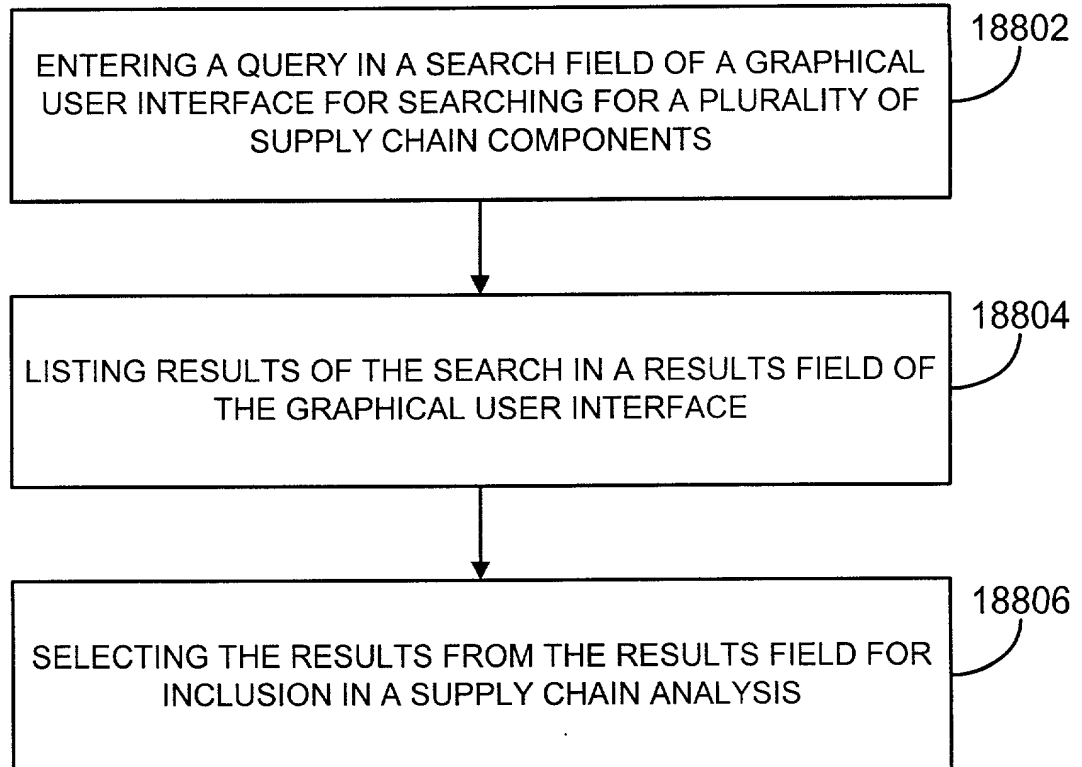 18802
ENTERING A QUERY IN A SEARCH FIELD OF A GRAPHICAL
USER INTERFACE FOR SEARCHING FOR A PLURALITY OF
SUPPLY CHAIN COMPONENTS
18804
LISTING RESULTS OF THE SEARCH IN A RESULTS FIELD OF
THE GRAPHICAL USER INTERFACE
18806
SELECTING THE RESULTS FROM THE RESULTS FIELD FOR
INCLUSION IN A SUPPLY CHAIN ANALYSIS